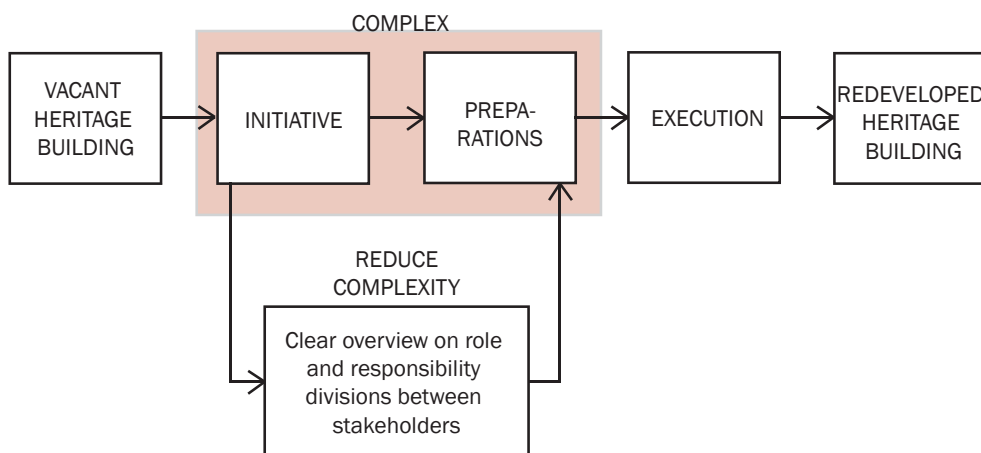 COMPLEX
VACANT
HERITAGE
BUILDING
INITIATIVE
PREPA-
RATIONS
EXECUTION
REDEVELOPED
HERITAGE
BUILDING
REDUCE
COMPLEXITY
Clear overview on role
and responsibility
divisions between
stakeholders